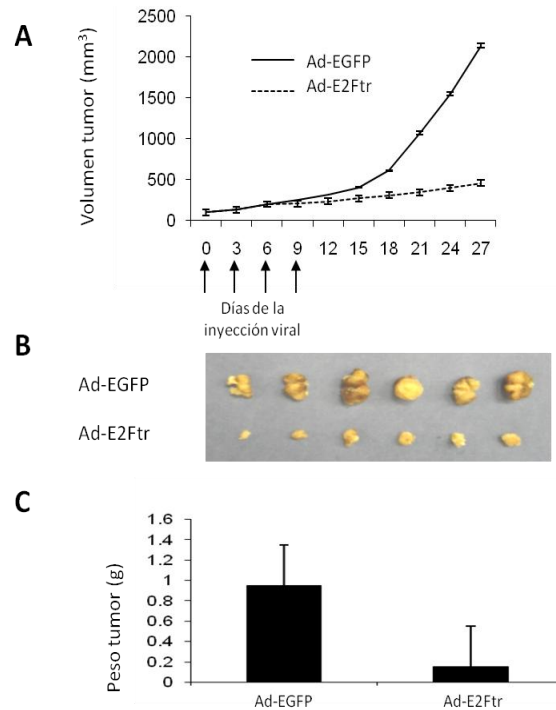 A
Volumen tumor (mm³)
2500
2000
1500
1000
500
0
Ad-EGFP
Ad-E2Ftr
0 3 6 9 12 15 18 21 24 27
Días de la
inyección viral
B
Ad-EGFP
Ad-E2Ftr
C
Peso tumor (g)
1.6
1.4
1.2
1
0.8
0.6
0.4
0.2
0
Ad-EGFP Ad-E2Ftr